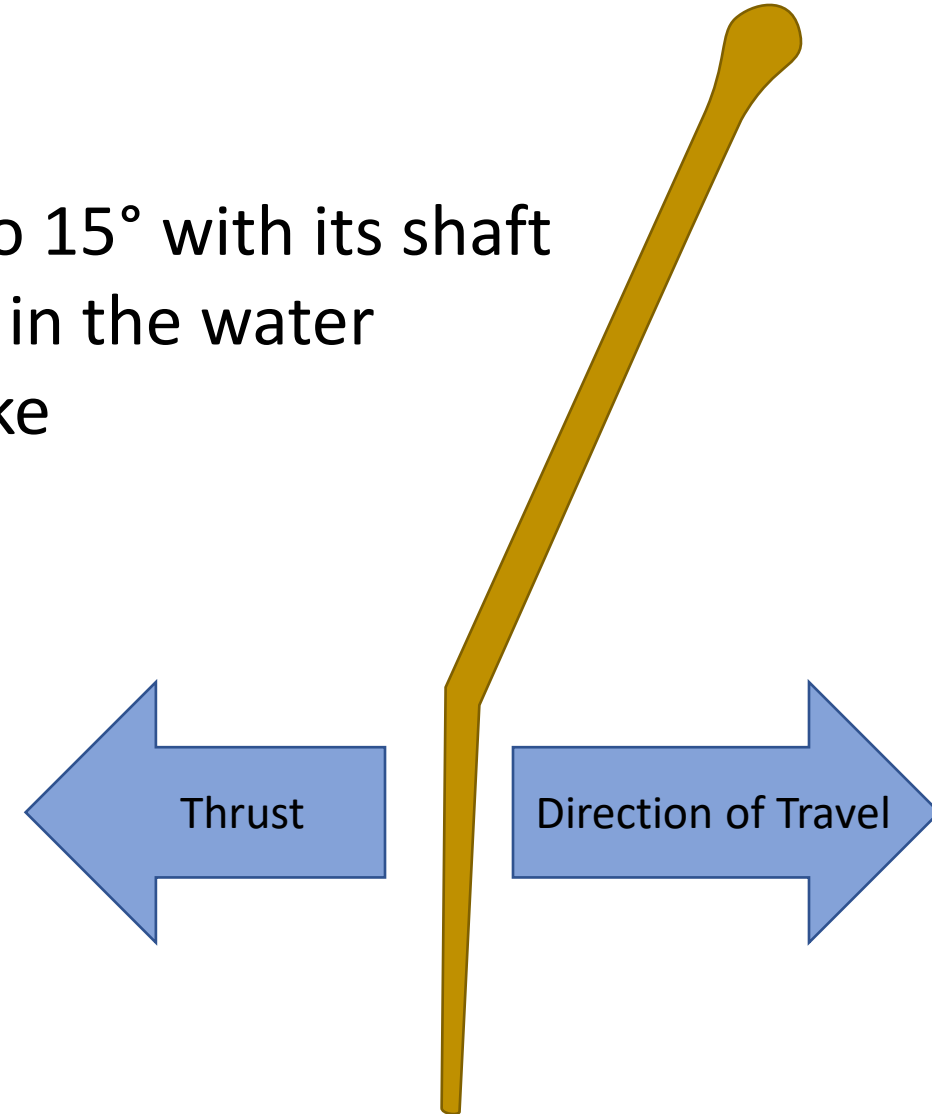 15° with its shaft
in the water
Thrust
Direction of Travel